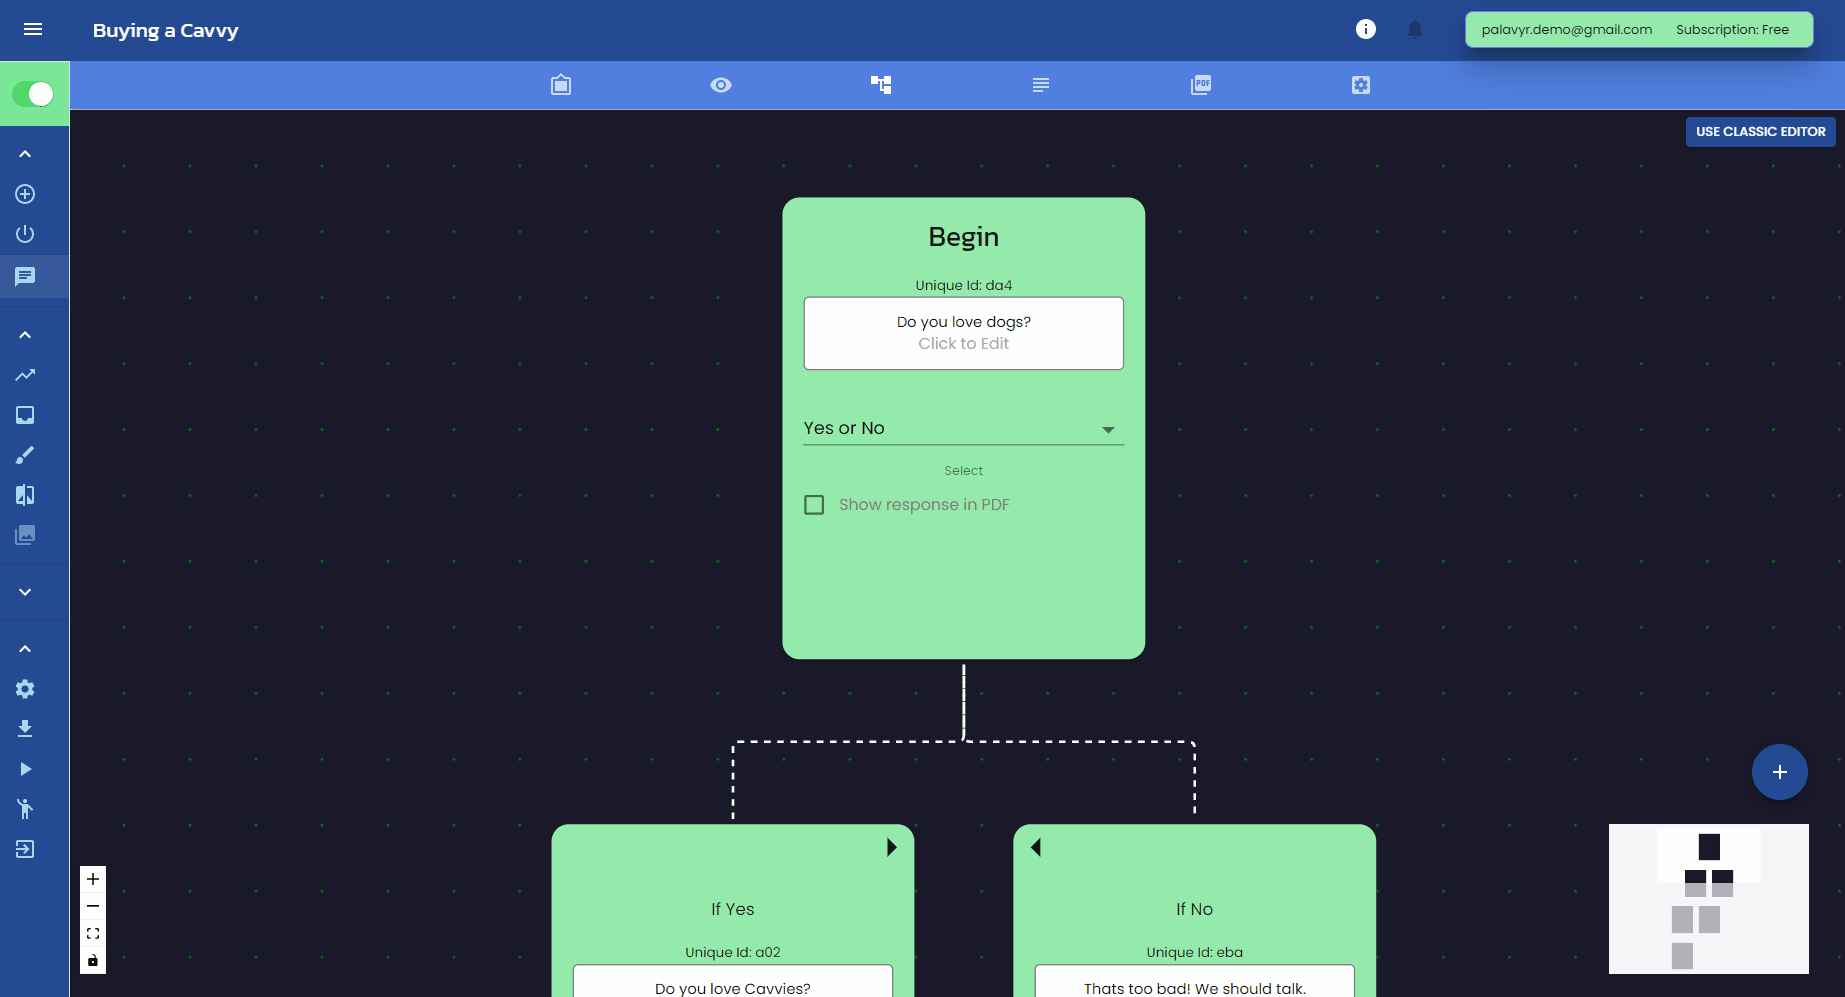 Buying a Cavvy
palavyr.demo@gmail.com Subscription: Free
PDF
USE CLASSIC EDITOR
Begin
Unique Id: da4
Do you love dogs?
Click to Edit
Yes or No
Select
Show response in PDF
If Yes
Unique Id: a02
Do you love Cavvies?
If No
Unique Id: eba
Thats too bad! We should talk.